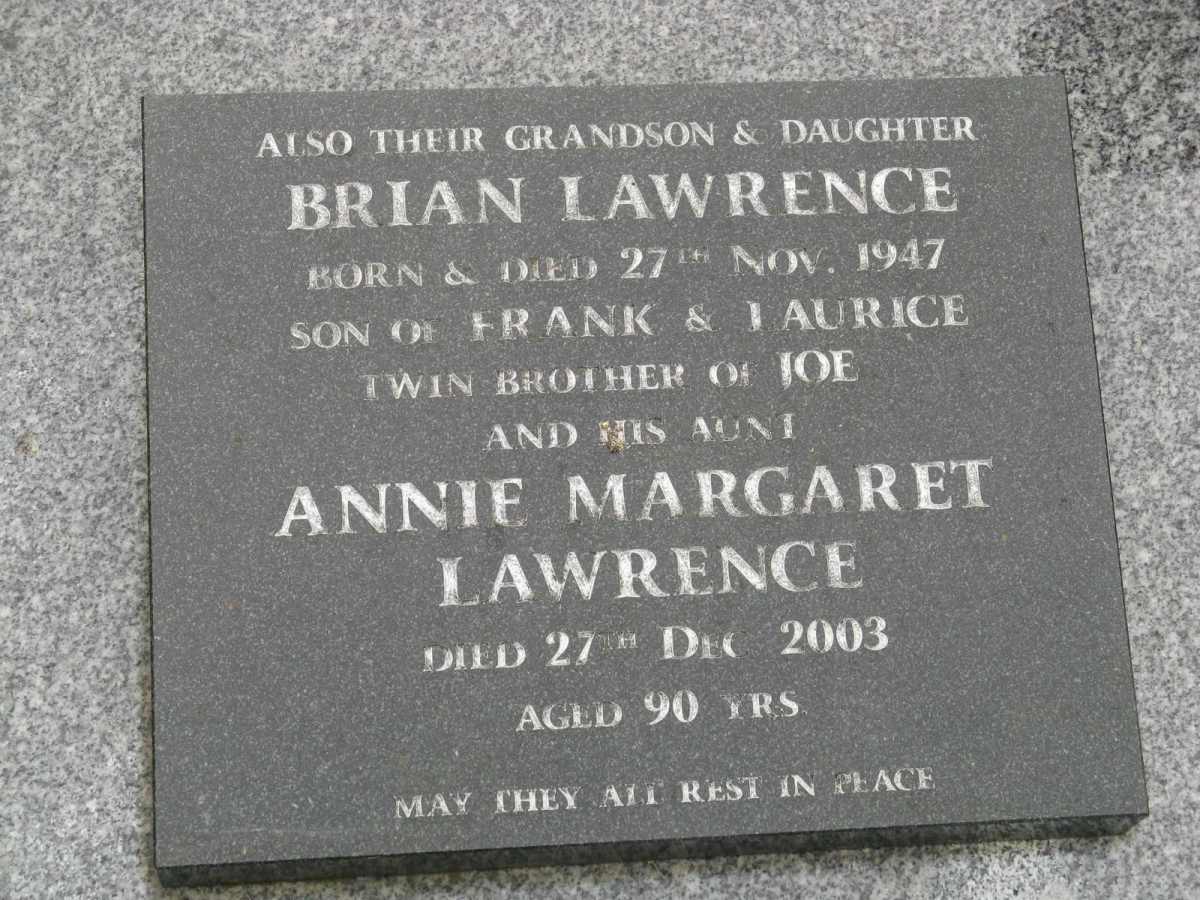 ALSO THEIR GRANDSON & DAUGHTER
BRIAN LAWRENCE
BORN & DIED 27TH NOV. 1947
SON OF FRANK & LAURICE
TWIN BROTHER OF JOE
AND HIS AUNT
ANNIE MARGARET
LAWRENCE
DIED 27TH DEC 2003
AGED 90 YRS
MAY THEY ALL REST IN PEACE